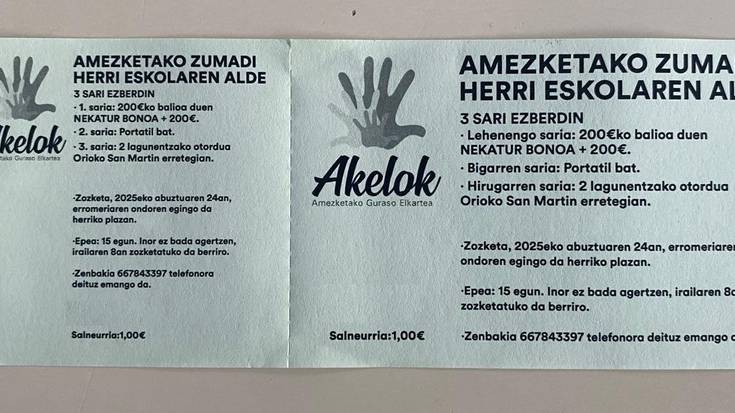 AMEZKETAKO ZUMADI
HERRI ESKOLAREN ALDE
3 SARI EZBERDIN
· 1. saria: 200€ko balioa duen
NEKATUR BONOA + 200€.
· 2. saria: Portatil bat.
· 3. saria: 2 lagunentzako otordua
Orioko San Martin erretegian.
Guraso Elkartea
·Zozketa, 2025eko abuztuaren 24an,
erromeriaren ondoren egingo da
herriko plazan.
·Epea: 15 egun. Inor ez bada agertzen,
irailaren 8an zozketatuko da berriro.
·Zenbakia 667843397 telefonora
deituz emango da.
Salneurria:1,00€
Akelok
Amezketako Guraso Elkartea
Salneurria:1,00€
AMEZKETAKO
HERRI ESKOLAREN
3 SARI EZBERDIN
· Lehenengo saria: 200€ko balioa duen
NEKATUR BONOA + 200€.
· Bigarren saria: Portatil bat.
· Hirugarren saria: 2 lagunentzako otordua
Orioko San Martin erretegian.
·Zozketa, 2025eko abuztuaren 24an,
ondoren egingo da herriko plazan.
·Epea: 15 egun. Inor ez bada agertzen, irailaren
zozketatuko da berriro.
·Zenbakia 667843397 telefonora deituz emango